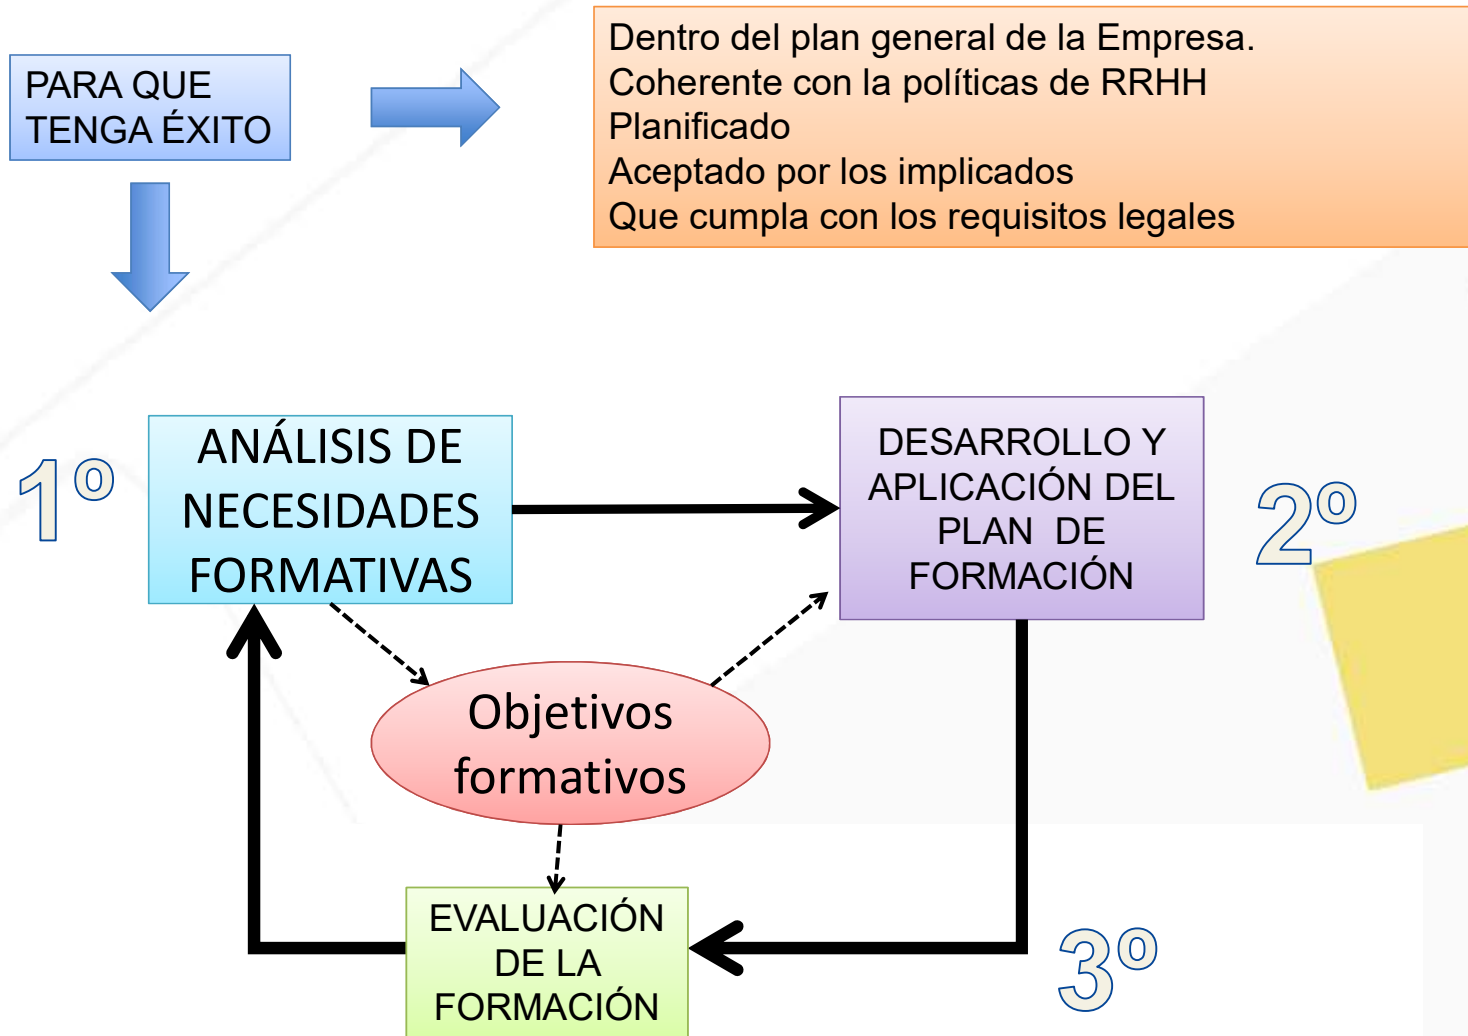 PARA QUE
TENGA ÉXITO
Dentro del plan general de la Empresa.
Coherente con la políticas de RRHH
Planificado
Aceptado por los implicados
Que cumpla con los requisitos legales
1º
ANÁLISIS DE
NECESIDADES
FORMATIVAS
DESARROLLO Y
APLICACIÓN DEL
PLAN DE
FORMACIÓN
2º
Objetivos
formativos
EVALUACIÓN
DE LA
FORMACIÓN
3º